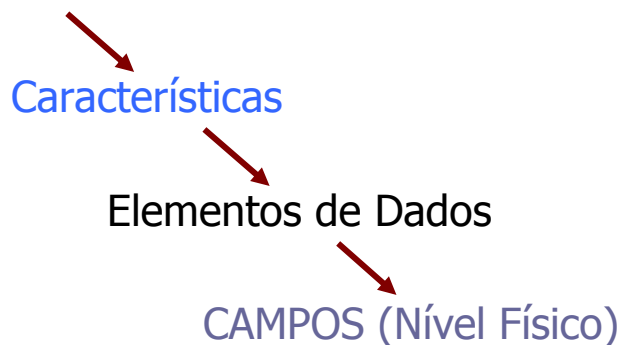 Características
Elementos de Dados
CAMPOS (Nível Físico)